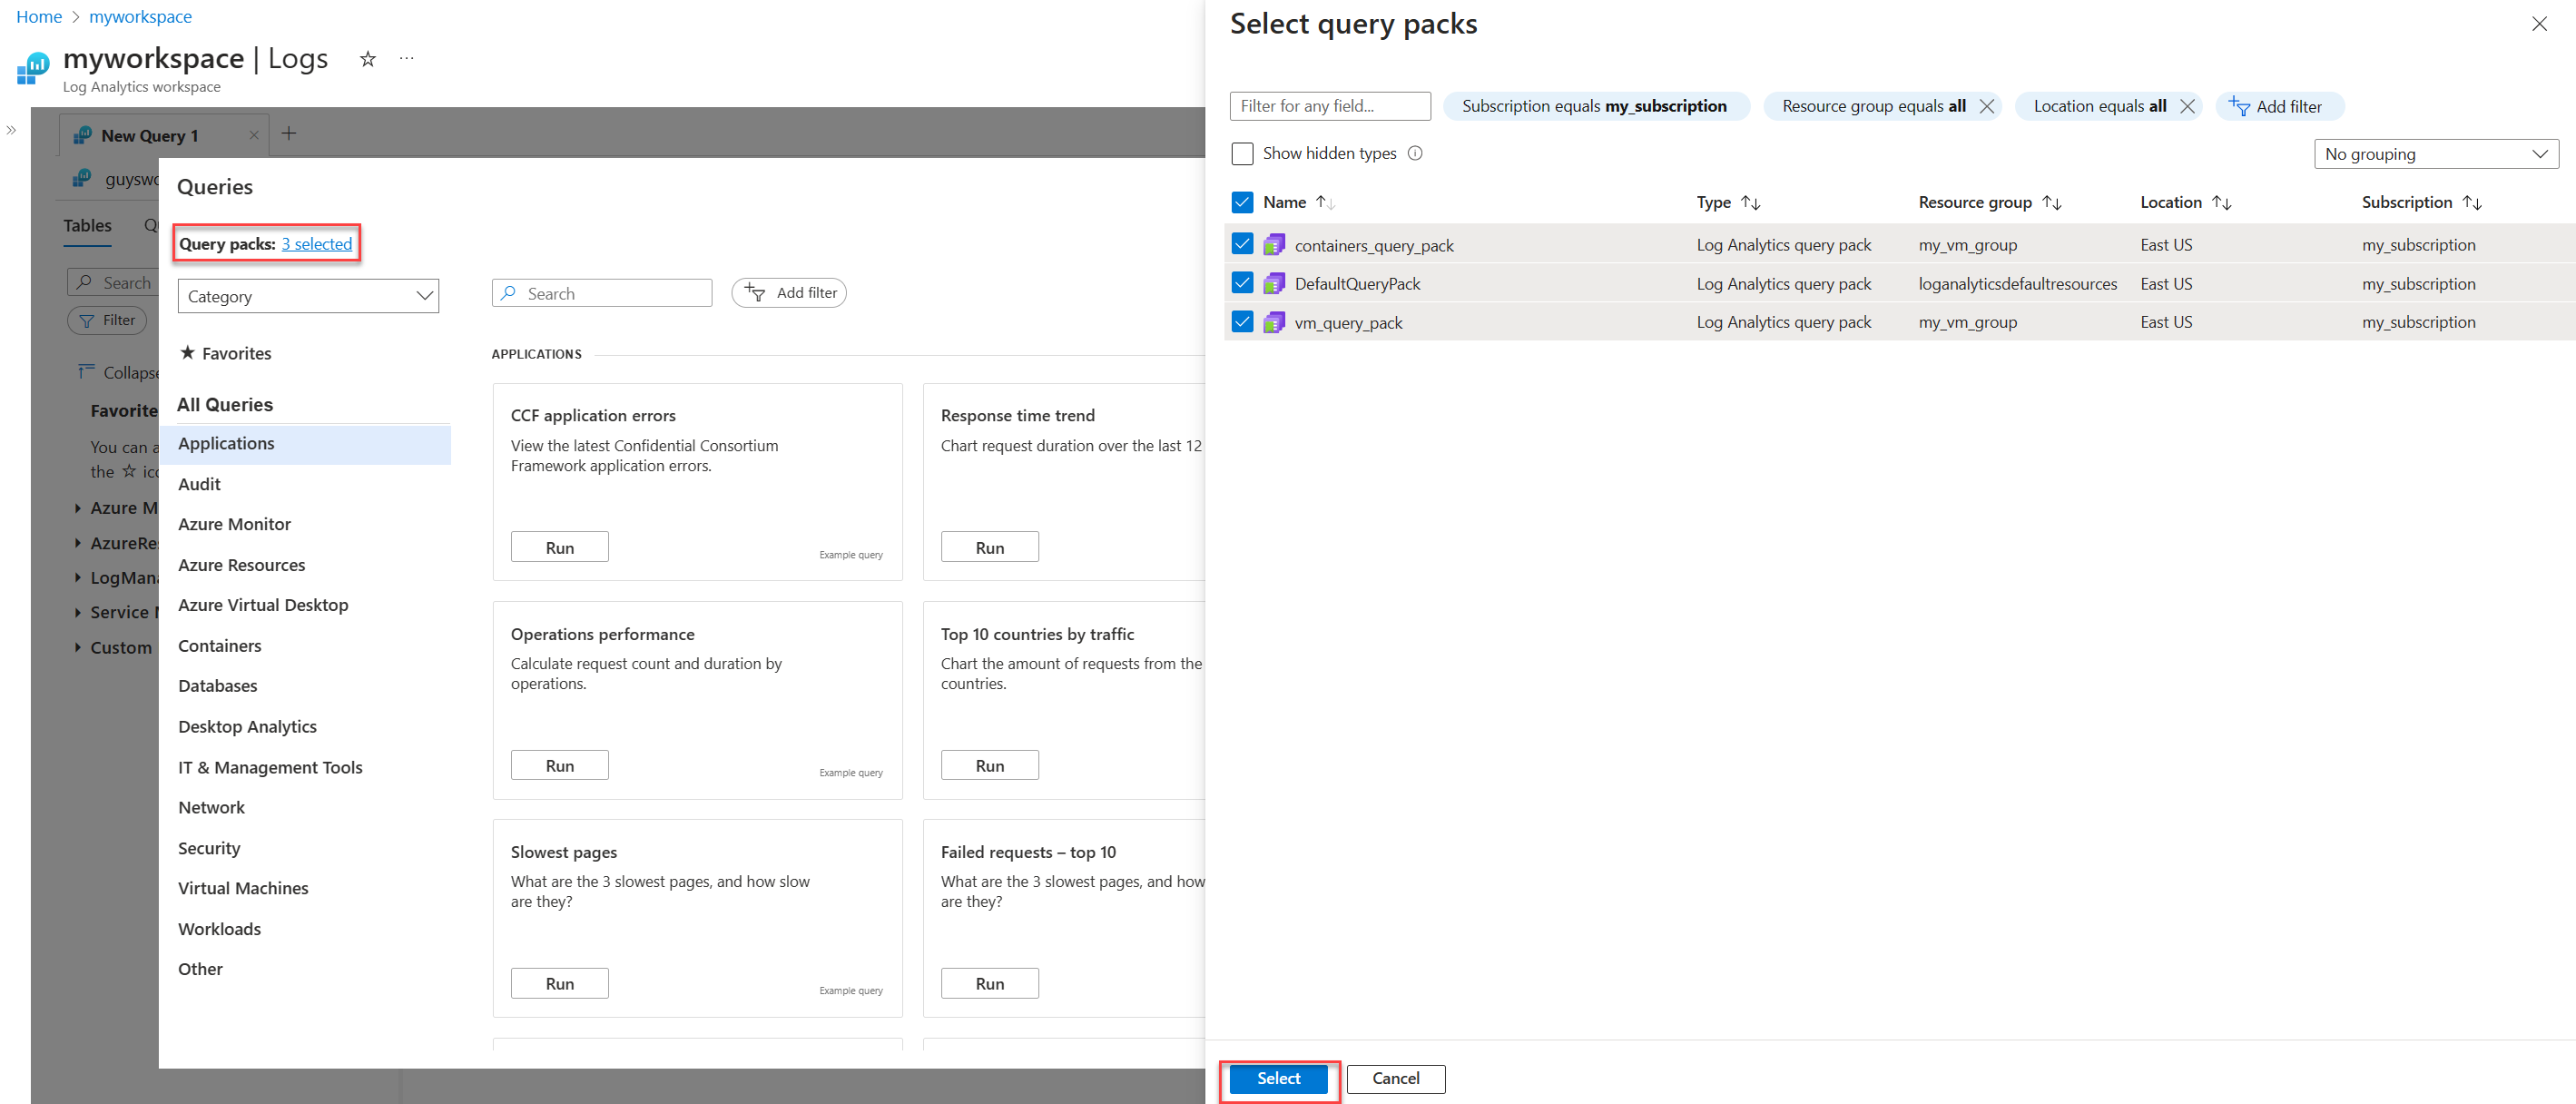 Home > myworkspace
myworkspace | Logs
Log Analytics workspace
New Query 1
Tables
Search
Filter
Collapse
Favorite
You can a
the
Azure M
AzureRes
LogMana
Service
Custom
Queries
Query packs: 3 selected
Category
Search
Add filter
Favorites
All Queries
Applications
Audit
Azure Monitor
Azure Resources
Azure Virtual Desktop
Containers
Databases
Desktop Analytics
IT & Management Tools
Network
Security
Virtual Machines
Workloads
Other
APPLICATIONS
CCF application errors
View the latest Confidential Consortium
Framework application errors.
Run
Example query
Response time trend
Chart request duration over the last 12
Run
Operations performance
Calculate request count and duration by
operations.
Run
Example query
Top 10 countries by traffic
Chart the amount of requests from the
countries.
Run
Slowest pages
What are the 3 slowest pages, and how slow
are they?
Run
Example query
Failed requests – top 10
What are the 3 slowest pages, and how
are they?
Run
Select query packs
Filter for any field...
Subscription equals my_subscription
Resource group equals all
Location equals all
Add filter
Show hidden types
No grouping
Name Type Resource group Location Subscription
containers_query_pack Log Analytics query pack my_vm_group East US my_subscription
DefaultQueryPack Log Analytics query pack loganalyticsdefaultresources East US my_subscription
vm_query_pack Log Analytics query pack my_vm_group East US my_subscription
Select
Cancel